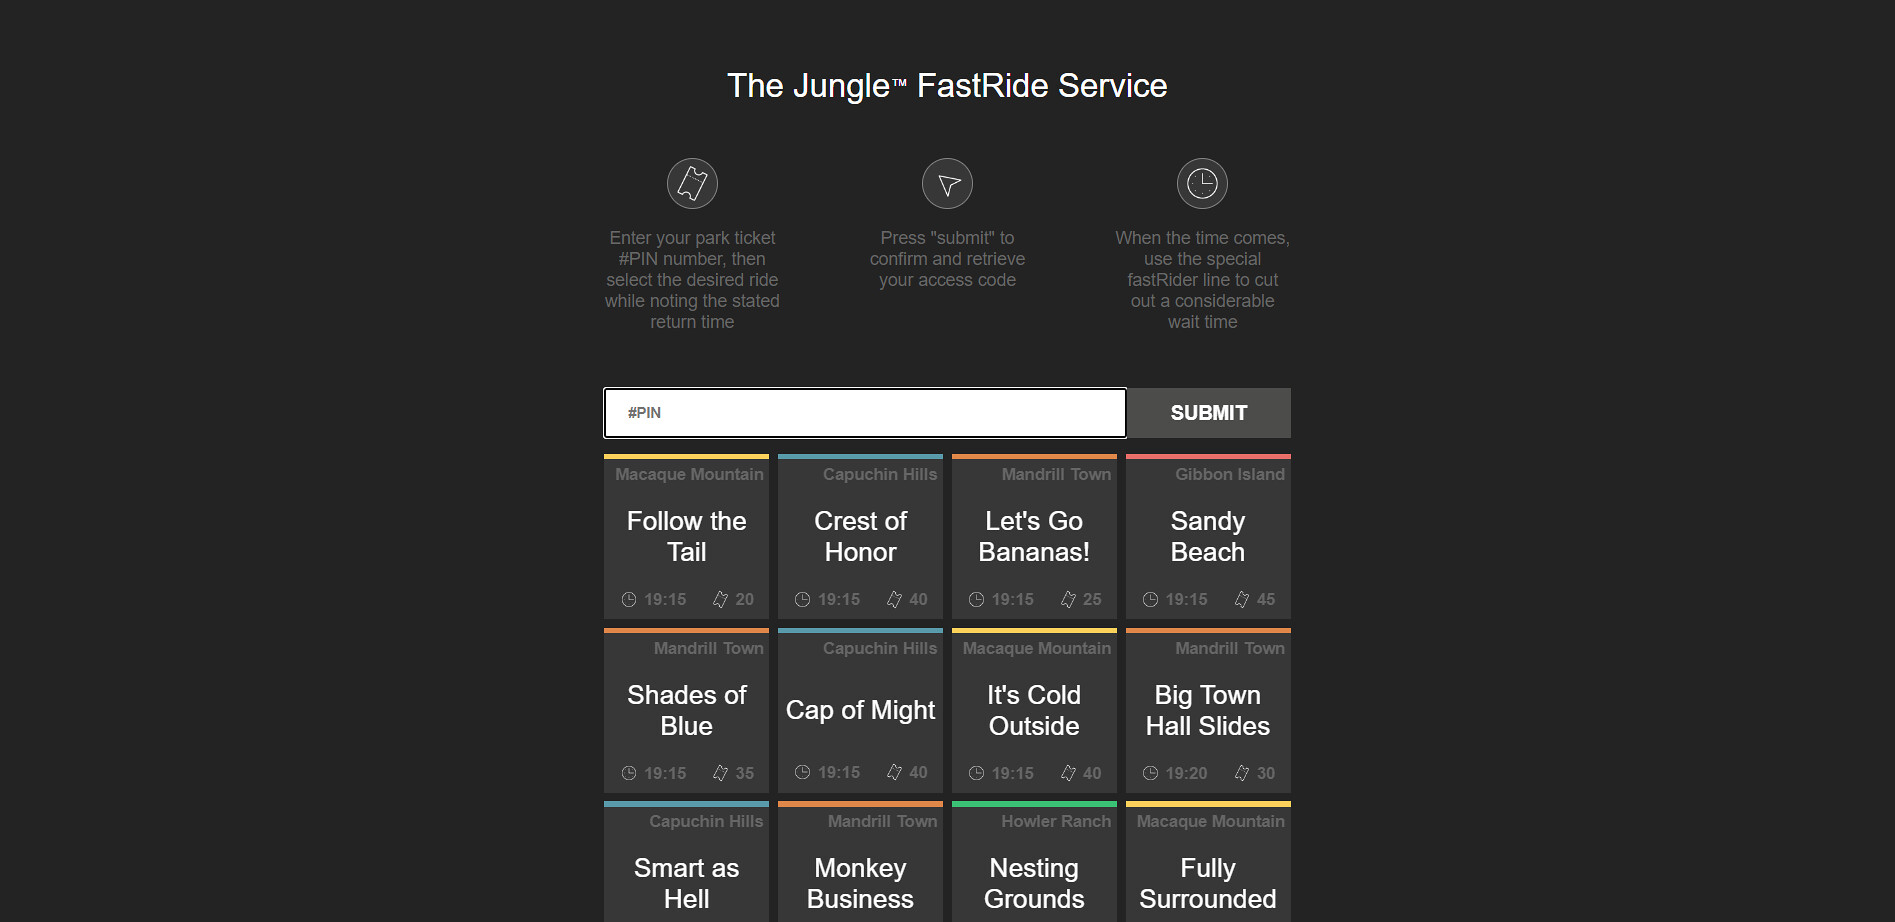 The Jungle™ FastRide Service
Enter your park ticket
#PIN number, then
select the desired ride
while noting the stated
return time
Press "submit" to
confirm and retrieve
your access code
When the time comes,
use the special
fastRider line to cut
out a considerable
wait time
#PIN
SUBMIT
Macaque Mountain
Follow the
Tail
19:15 20
Capuchin Hills
Crest of
Honor
19:15 40
Mandrill Town
Let's Go
Bananas!
19:15 25
Gibbon Island
Sandy
Beach
19:15 45
Mandrill Town
Shades of
Blue
19:15 35
Capuchin Hills
Cap of Might
19:15 40
Macaque Mountain
It's Cold
Outside
19:15 40
Mandrill Town
Big Town
Hall Slides
19:20 30
Capuchin Hills
Smart as
Hell
Mandrill Town
Monkey
Business
Howler Ranch
Nesting
Grounds
Macaque Mountain
Fully
Surrounded